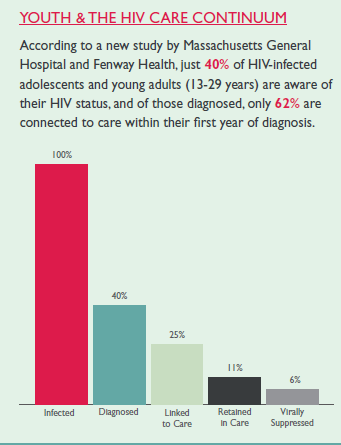 YOUTH & THE HIV CARE CONTINUUM
According to a new study by Massachusetts General
Hospital and Fenway Health, just 40% of HIV-infected
adolescents and young adults (13-29 years) are aware of
their HIV status, and of those diagnosed, only 62% are
connected to care within their first year of diagnosis.
100%
40%
25%
11%
6%
Infected
Diagnosed
Linked
to Care
Retained
in Care
Virally
Suppressed